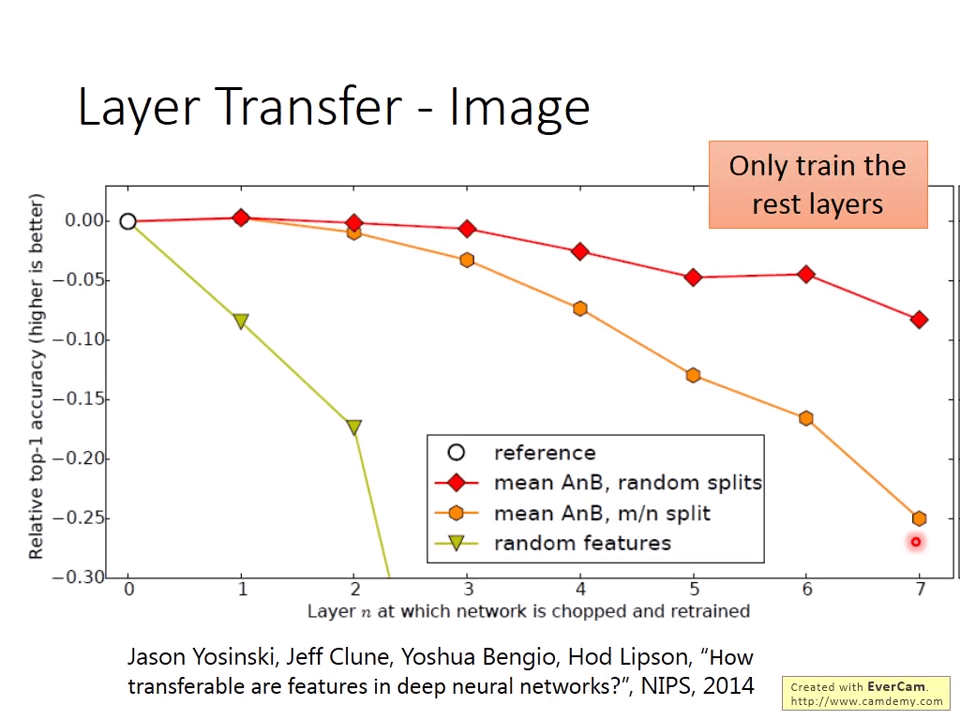 Layer Transfer - Image
Only train the
rest layers
Relative top-1 accuracy (higher is better)
0.00
−0.05
−0.10
−0.15
−0.20
−0.25
−0.30
reference
mean AnB, random splits
mean AnB, m/n split
random features
0 1 2 3 4 5 6 7
Layer n at which network is chopped and retrained
Jason Yosinski, Jeff Clune, Yoshua Bengio, Hod Lipson, “How
transferable are features in deep neural networks?”, NIPS, 2014
Created with EverCam.
http://www.camdemy.com